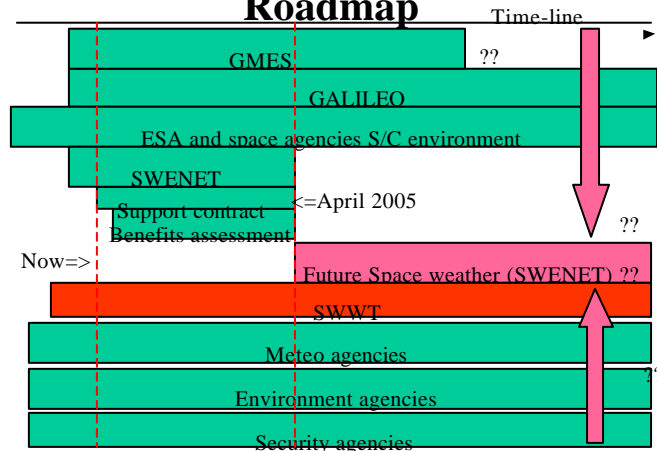 Roadmap
Time-line
GMES
??
GALILEO
ESA and space agencies S/C environment
SWENET
<=April 2005
Support contract
??
Benefits assessment
Now=>
Future Space weather (SWENET) ??
SWWT
Meteo agencies
??
Environment agencies
Security agencies